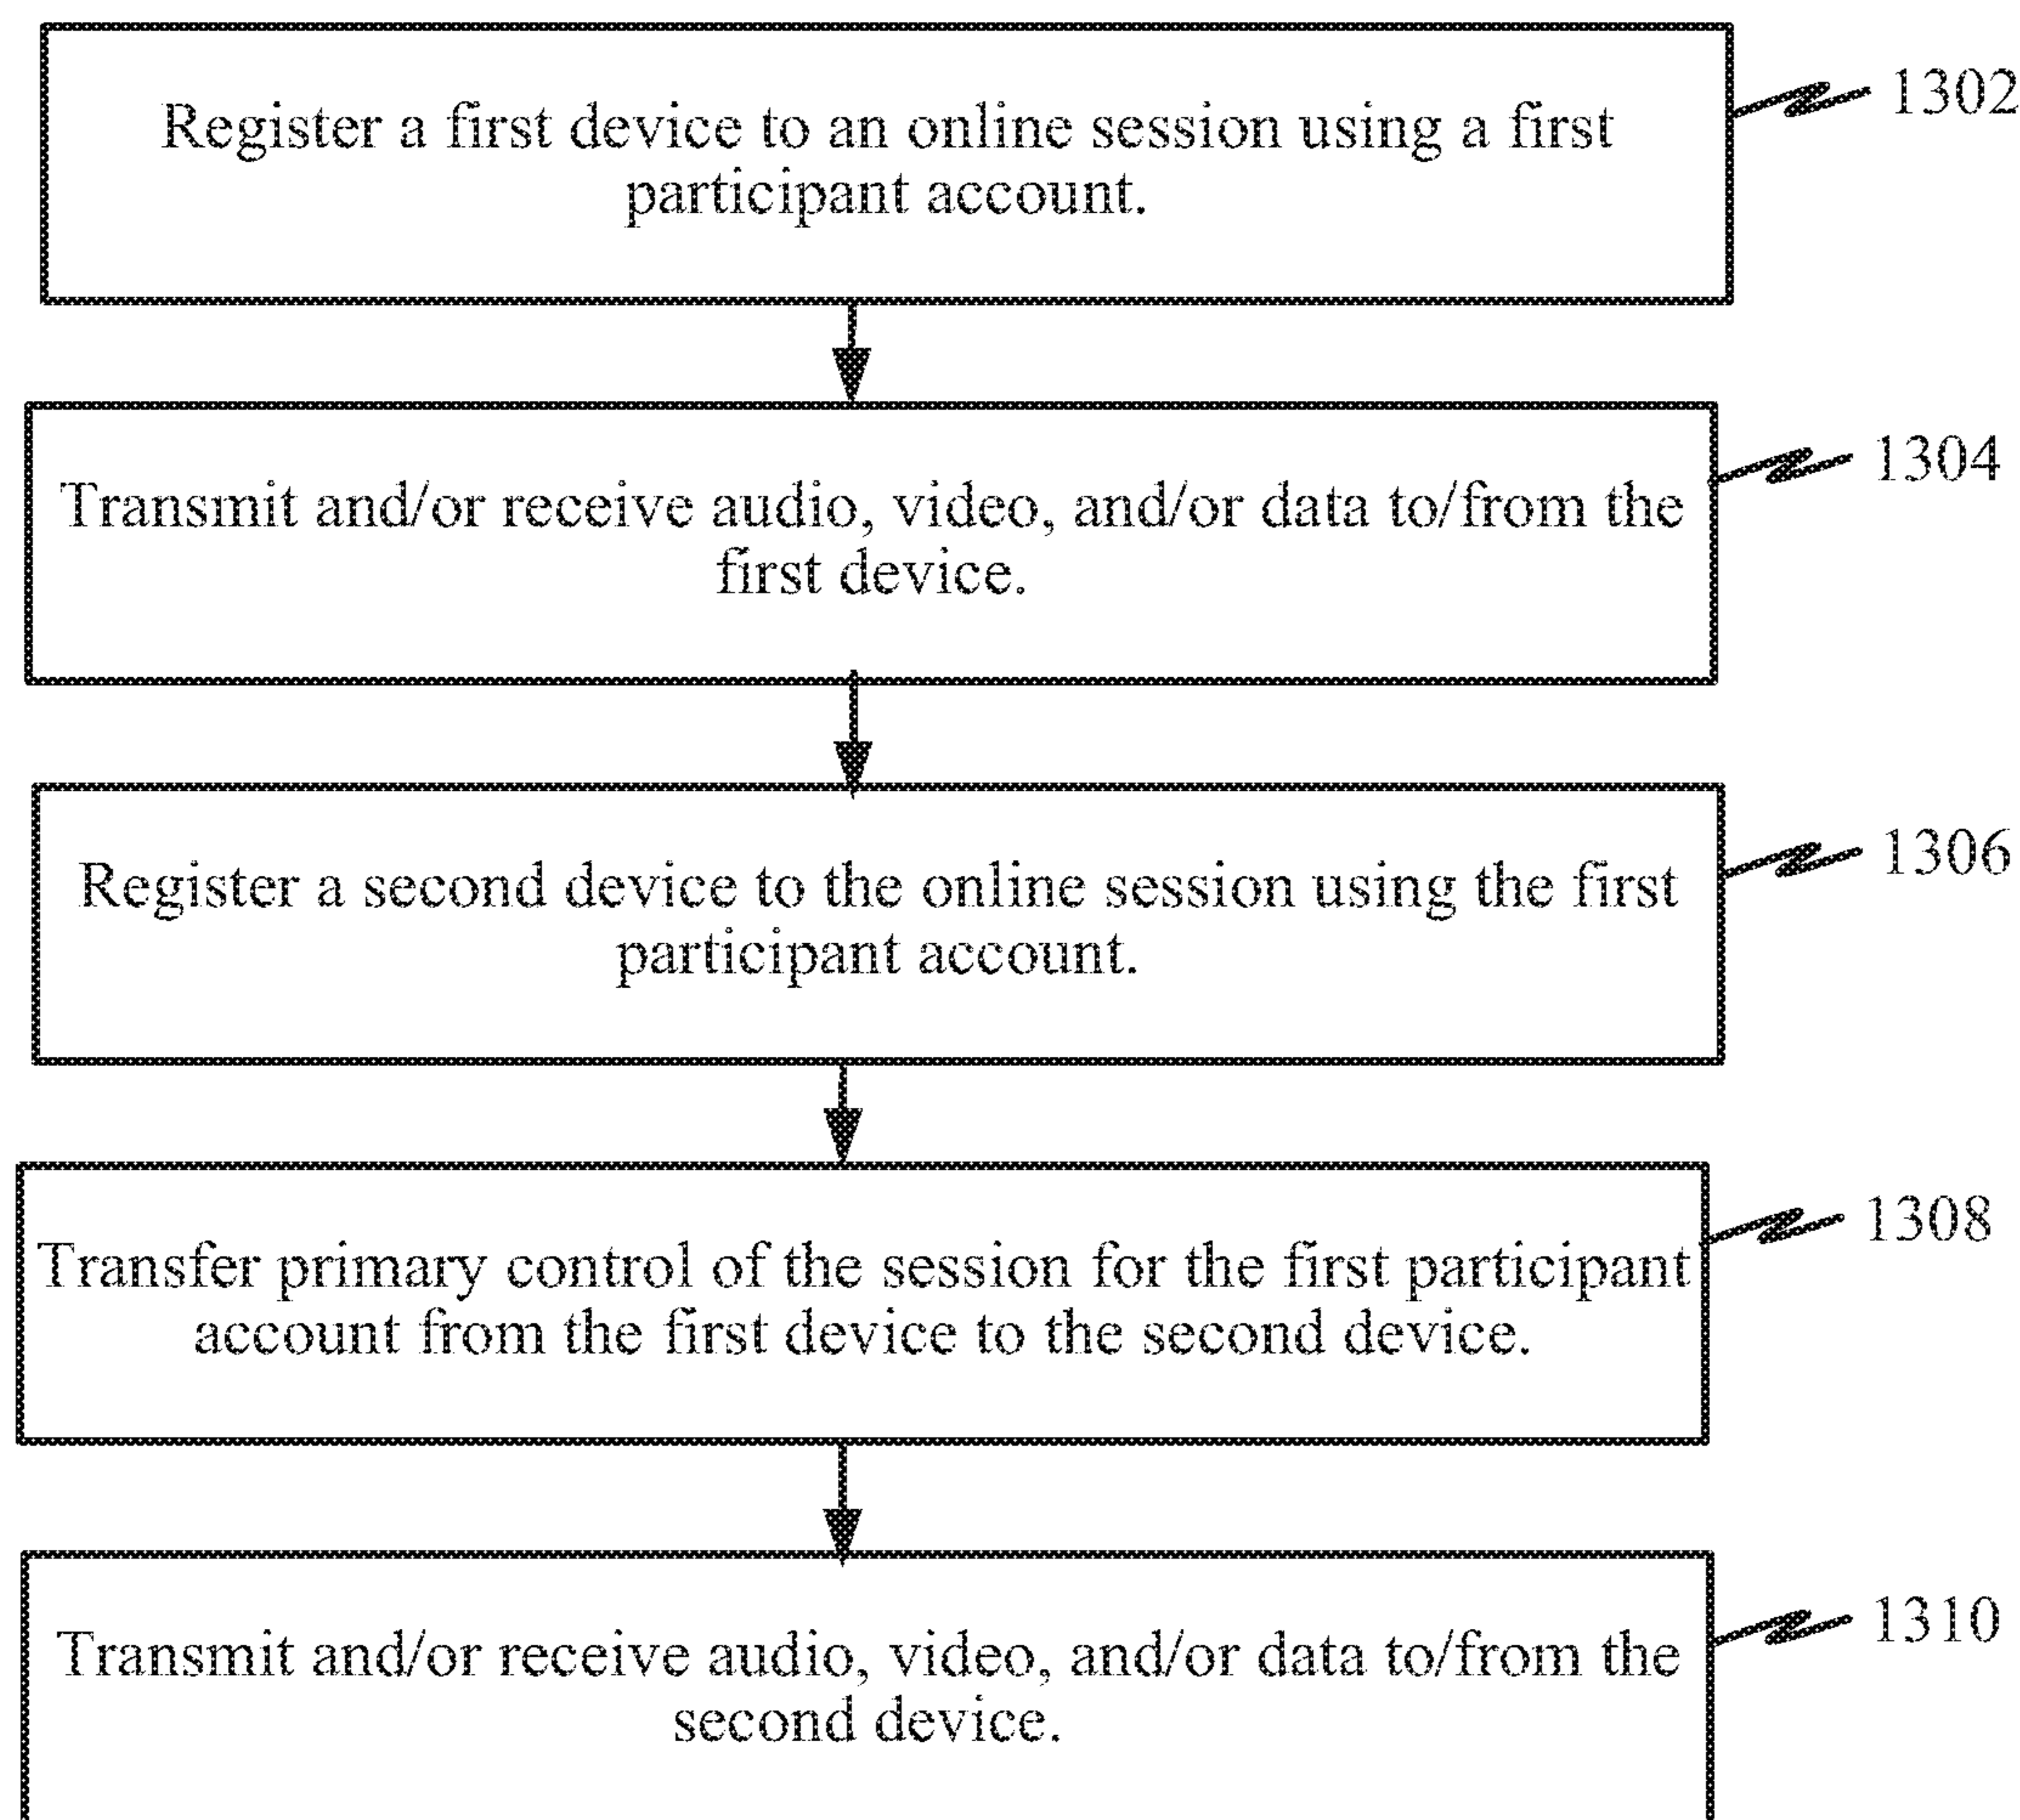 Register a first device to an online session using a first
participant account.
1302
Transmit and/or receive audio, video, and/or data to/from the
first device.
1304
Register a second device to the online session using the first
participant account.
1306
Transfer primary control of the session for the first participant
account from the first device to the second device.
1308
Transmit and/or receive audio, video, and/or data to/from the
second device.
1310